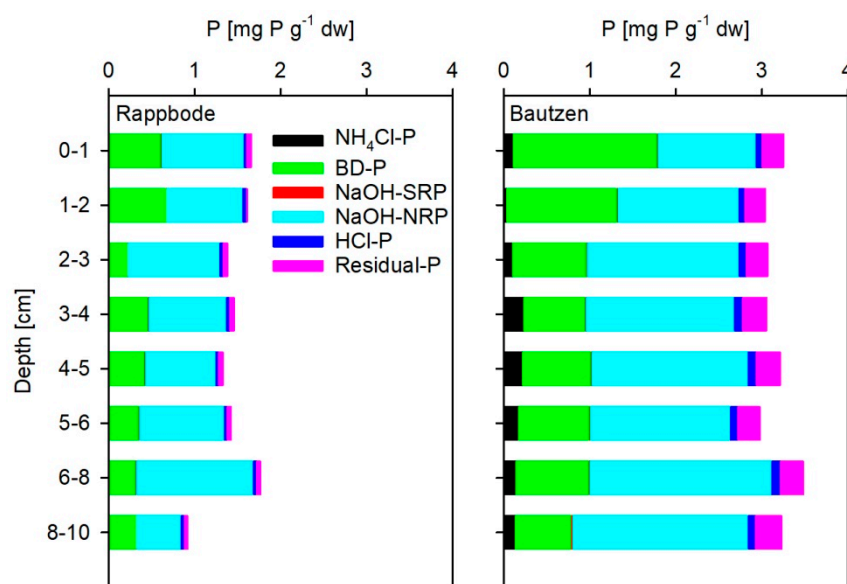 P [mg P g⁻¹ dw] P [mg P g⁻¹ dw]
0 1 2 3 4 0 1 2 3 4
Rappbode Bautzen
NH₄Cl-P
BD-P
NaOH-SRP
NaOH-NRP
HCl-P
Residual-P
Depth [cm]
0-1
1-2
2-3
3-4
4-5
5-6
6-8
8-10